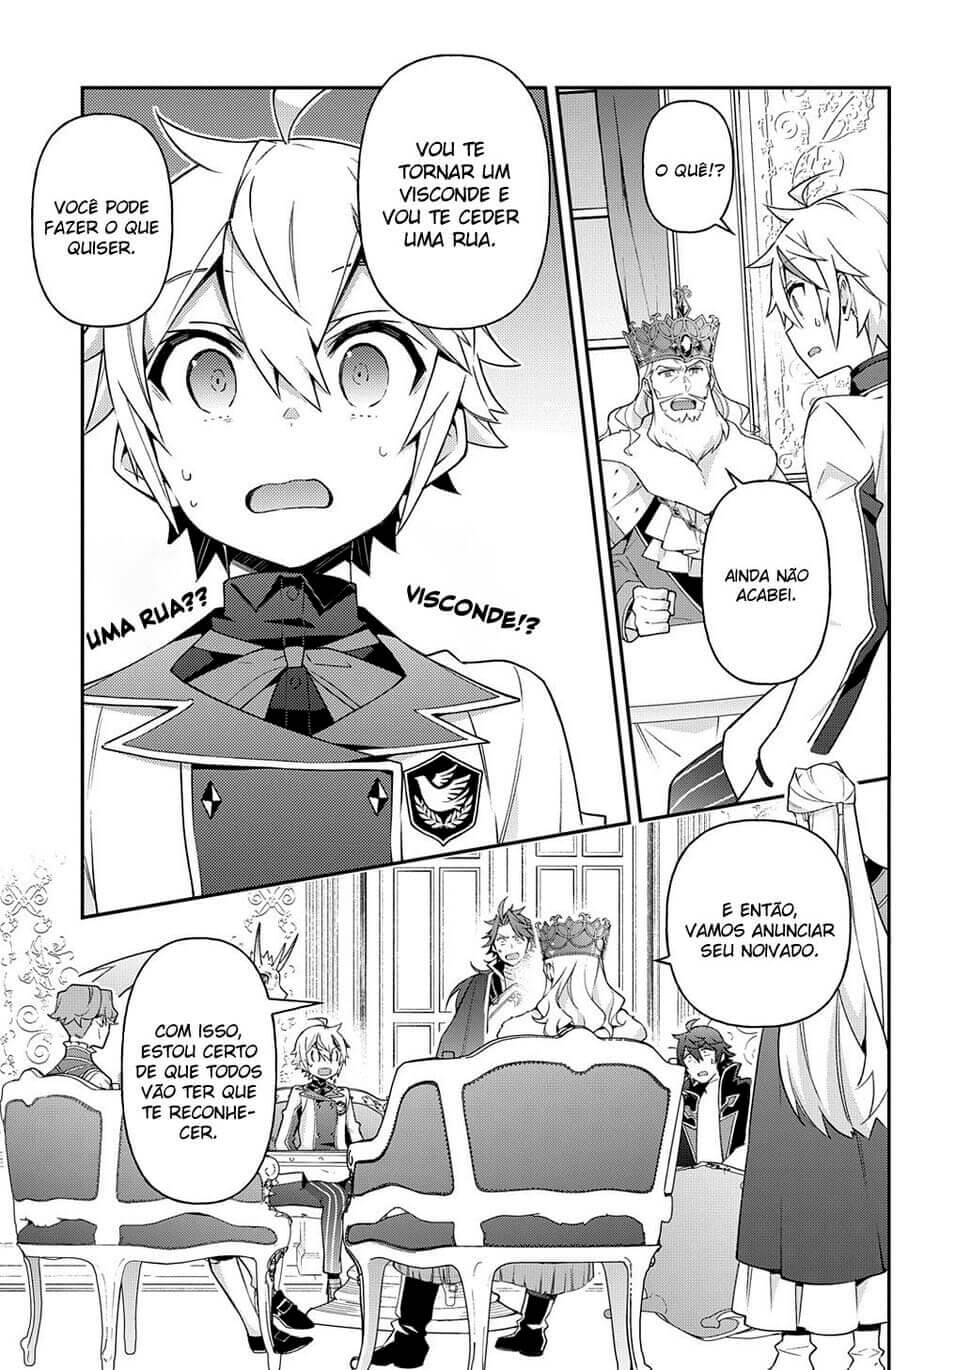 O QUÊ!?
AINDA NÃO
ACABEI.
VOU TE
TORNAR UM
VISCONDE E
VOU TE CEDER
UMA RUA.
VOCÊ PODE
FAZER O QUE
QUISER.
VISCONDE!?
UMA RUA??
E ENTÃO,
VAMOS ANUNCIAR
SEU NOIVADO.
COM ISSO,
ESTOU CERTO
DE QUE TODOS
VÃO TER QUE
TE RECONHE-
CER.